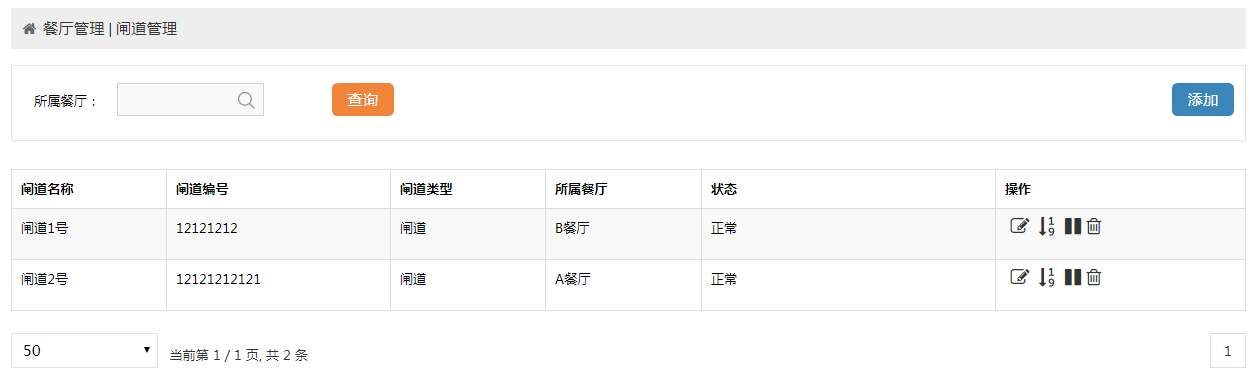 餐厅管理 | 闸道管理
所属餐厅： 查询 添加
闸道名称 闸道编号 闸道类型 所属餐厅 状态 操作
闸道1号 12121212 闸道 B餐厅 正常
闸道2号 12121212121 闸道 A餐厅 正常
50 当前第 1 / 1 页, 共 2 条 1